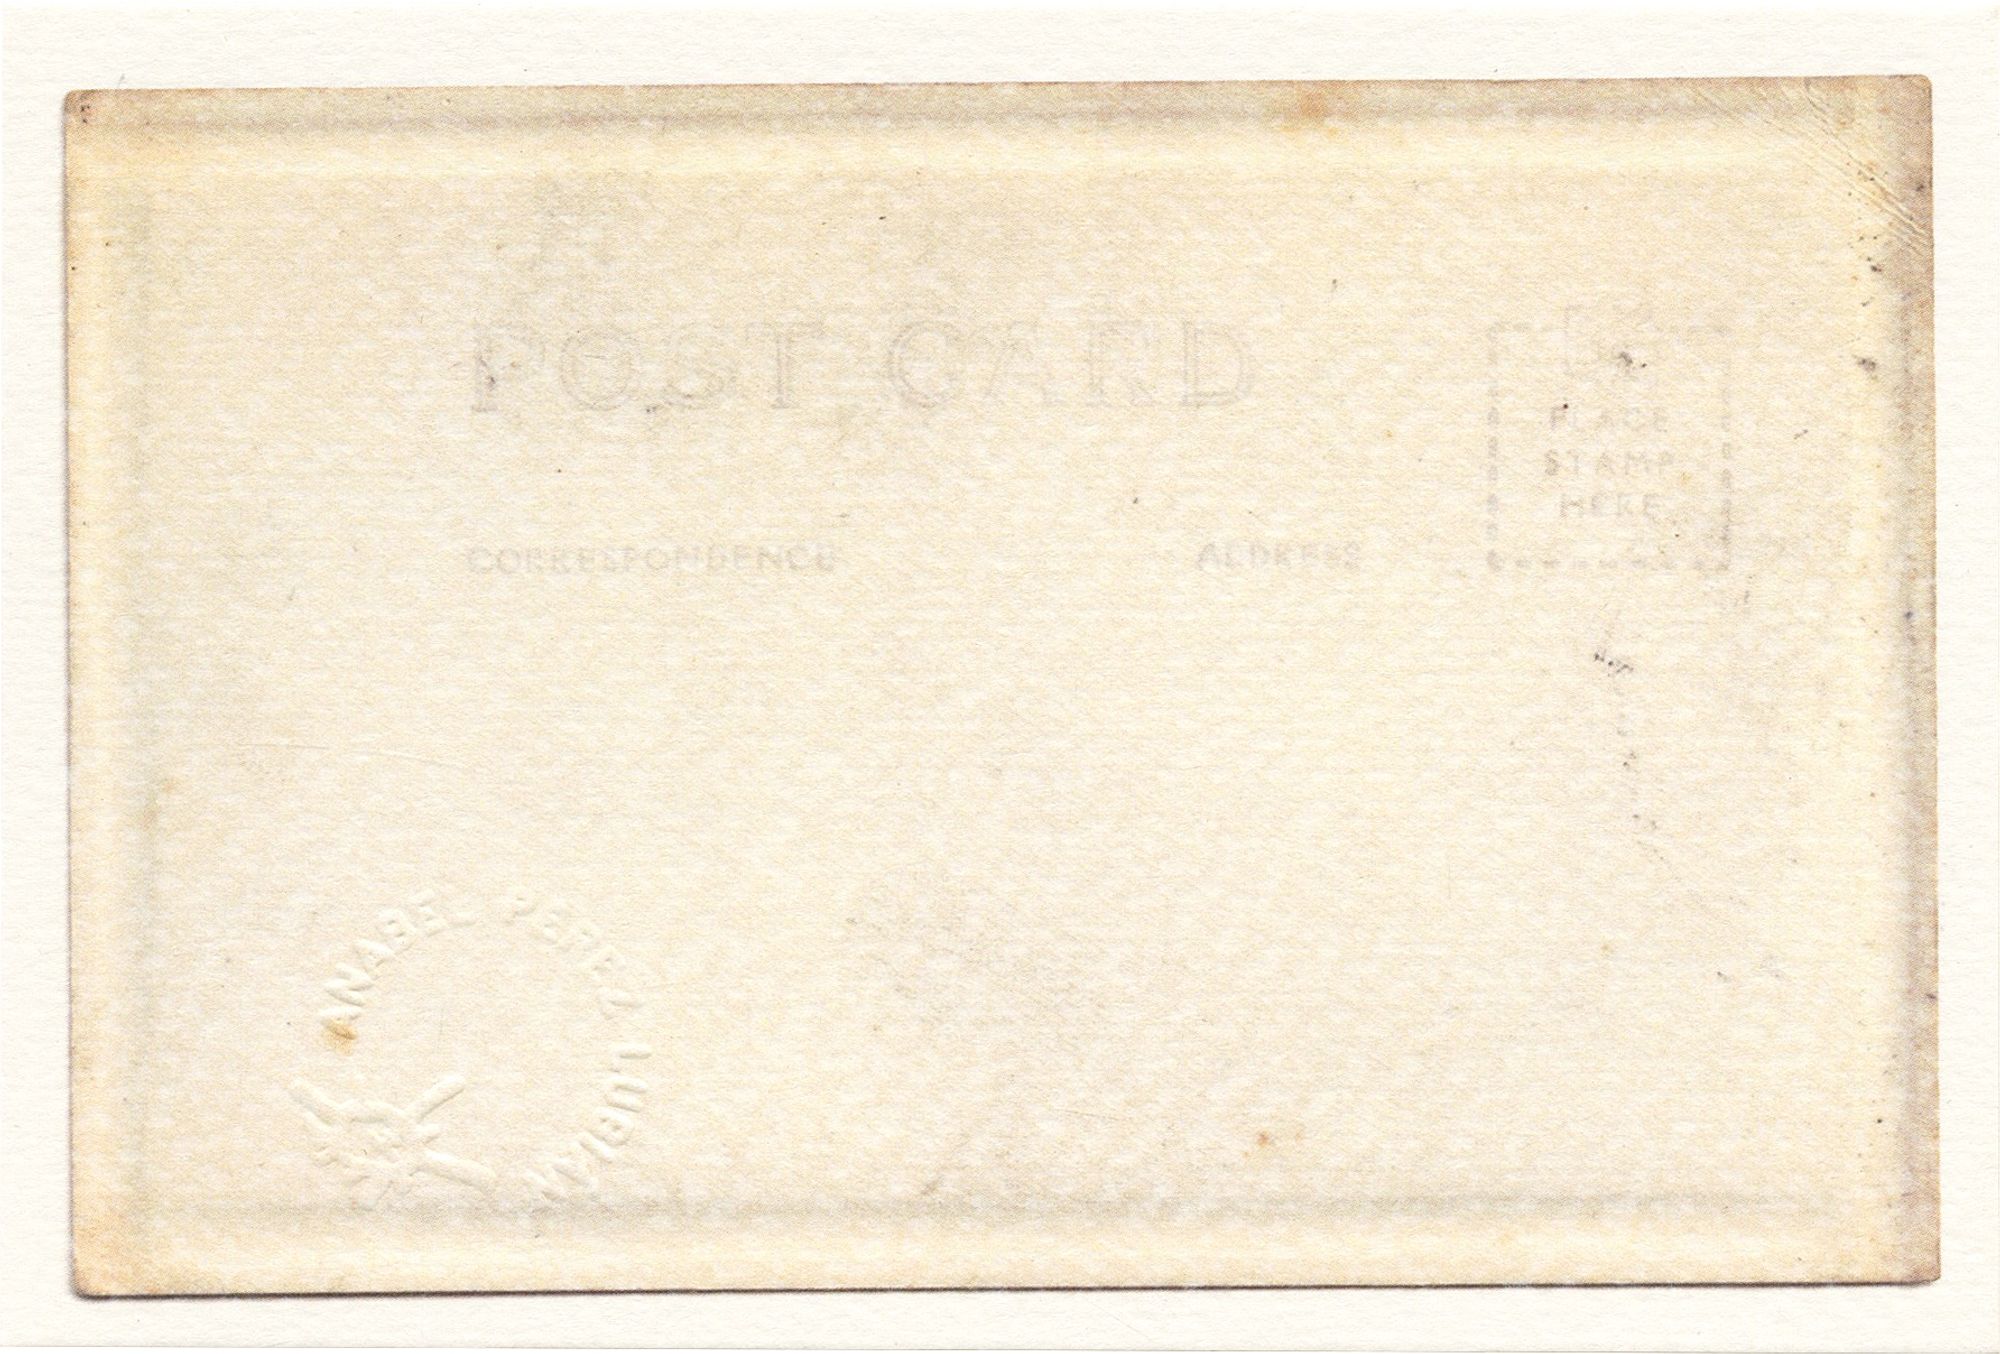 POST CARD
PLACE
STAMP
HERE
CORRESPONDENCE
ADDRESS
ANABEL PEREZ LUBIAN